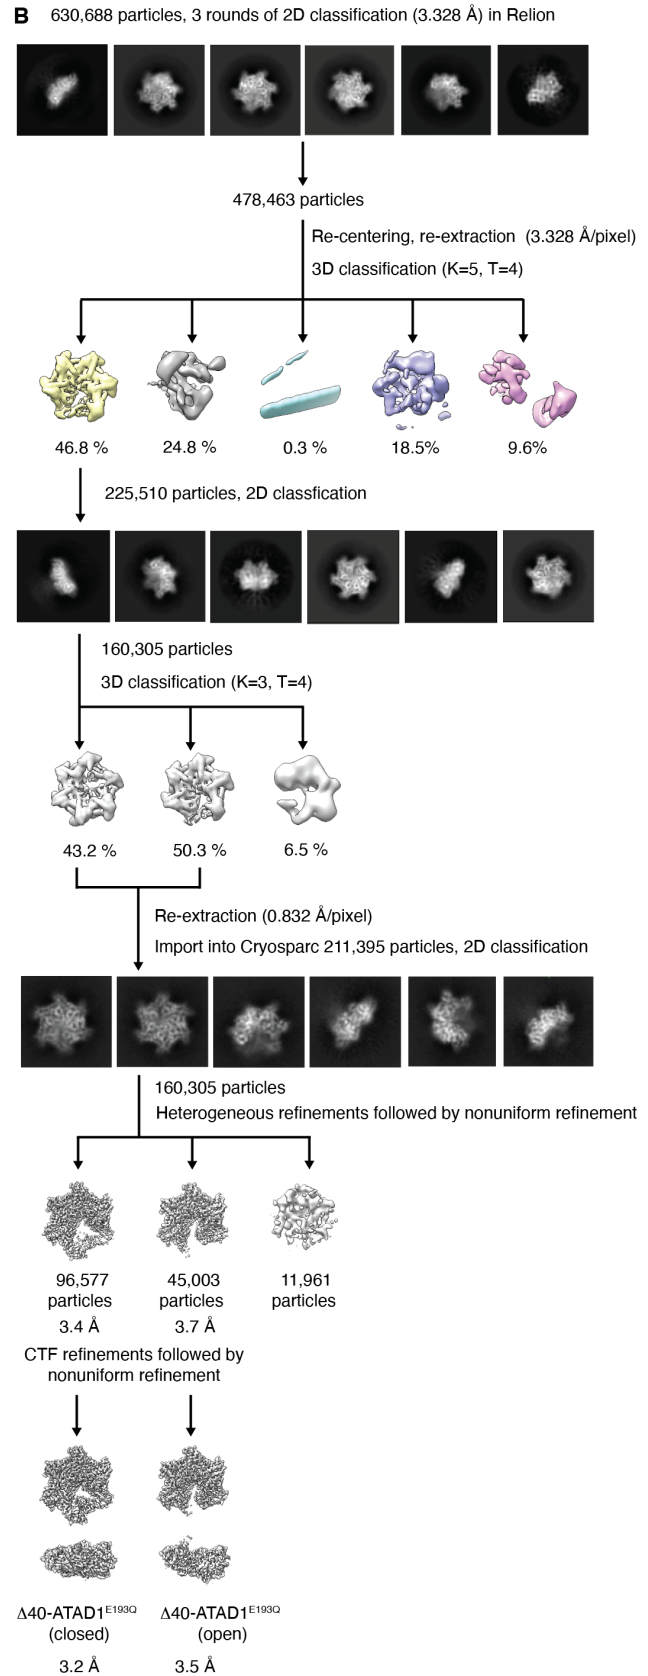 B 630,688 particles, 3 rounds of 2D classification (3.328 Å) in Relion
478,463 particles
Re-centering, re-extraction (3.328 Å/pixel)
3D classification (K=5, T=4)
46.8 % 24.8 % 0.3 % 18.5% 9.6%
225,510 particles, 2D classfication
160,305 particles
3D classification (K=3, T=4)
43.2 % 50.3 % 6.5 %
Re-extraction (0.832 Å/pixel)
Import into Cryosparc 211,395 particles, 2D classification
160,305 particles
Heterogeneous refinements followed by nonuniform refinement
96,577 45,003 11,961
particles particles particles
3.4 Å 3.7 Å
CTF refinements followed by
nonuniform refinement
Δ40-ATAD1E193Q Δ40-ATAD1E193Q
(closed) (open)
3.2 Å 3.5 Å